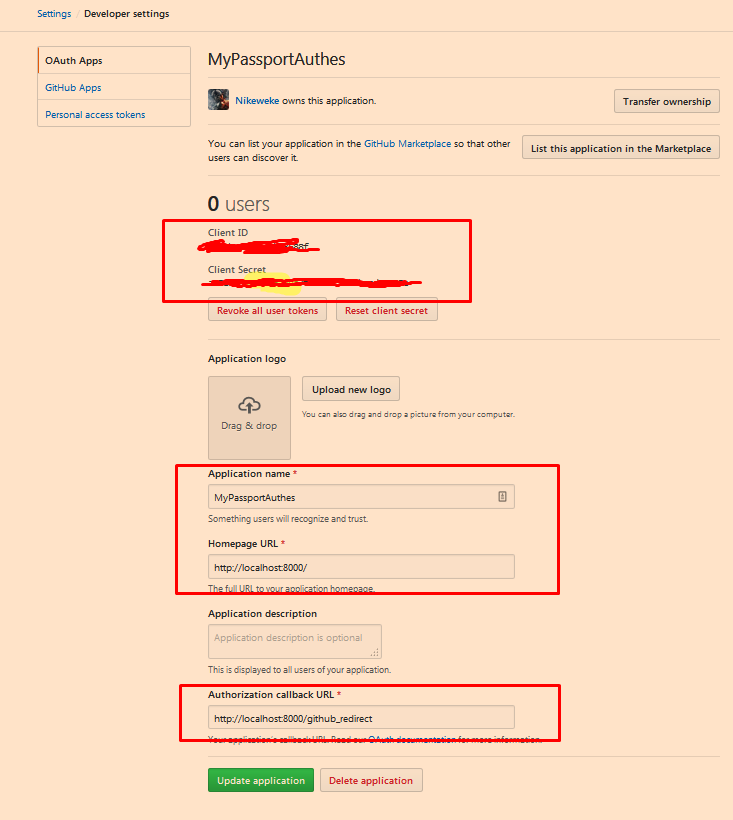 Settings / Developer settings
OAuth Apps
GitHub Apps
Personal access tokens
MyPassportAuthes
Nikeweke owns this application.
Transfer ownership
You can list your application in the GitHub Marketplace so that other
users can discover it.
List this application in the Marketplace
0 users
Client ID
Client Secret
Revoke all user tokens
Reset client secret
Application logo
Drag & drop
Upload new logo
You can also drag and drop a picture from your computer.
Application name *
MyPassportAuthes
Something users will recognize and trust.
Homepage URL *
http://localhost:8000/
The full URL to your application homepage.
Application description
Application description is optional
This is displayed to all users of your application.
Authorization callback URL *
http://localhost:8000/github_redirect
Your application's callback URL. Read our OAuth documentation for more information.
Update application
Delete application